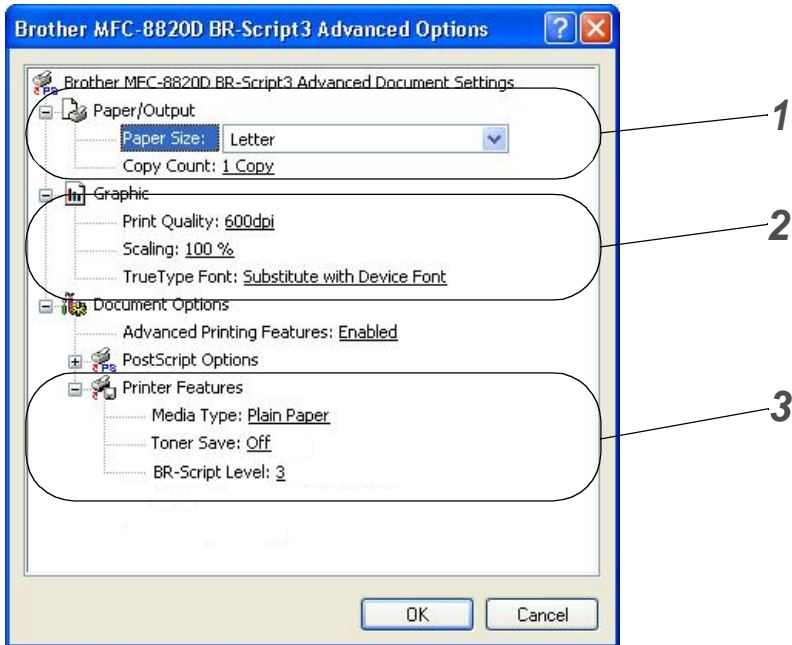 Brother MFC-8820D BR-Script3 Advanced Options
Brother MFC-8820D BR-Script3 Advanced Document Settings
Paper/Output
Paper Size: Letter
Copy Count: 1 Copy
1
Graphic
Print Quality: 600dpi
Scaling: 100 %
TrueType Font: Substitute with Device Font
2
Document Options
Advanced Printing Features: Enabled
PostScript Options
Printer Features
Media Type: Plain Paper
Toner Save: Off
BR-Script Level: 3
3
OK
Cancel